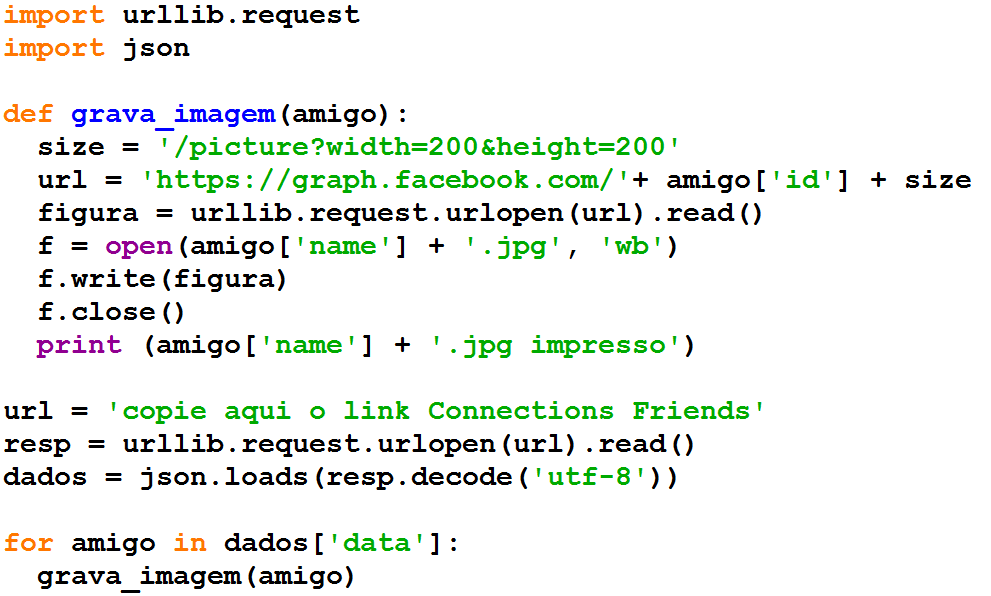 import urllib.request
import json

def grava_imagem(amigo):
  size = '/picture?width=200&height=200'
  url = 'https://graph.facebook.com/'+ amigo['id'] + size
  figura = urllib.request.urlopen(url).read()
  f = open(amigo['name'] + '.jpg', 'wb')
  f.write(figura)
  f.close()
  print (amigo['name'] + '.jpg impresso')

url = 'copie aqui o link Connections Friends'
resp = urllib.request.urlopen(url).read()
dados = json.loads(resp.decode('utf-8'))

for amigo in dados['data']:
  grava_imagem(amigo)